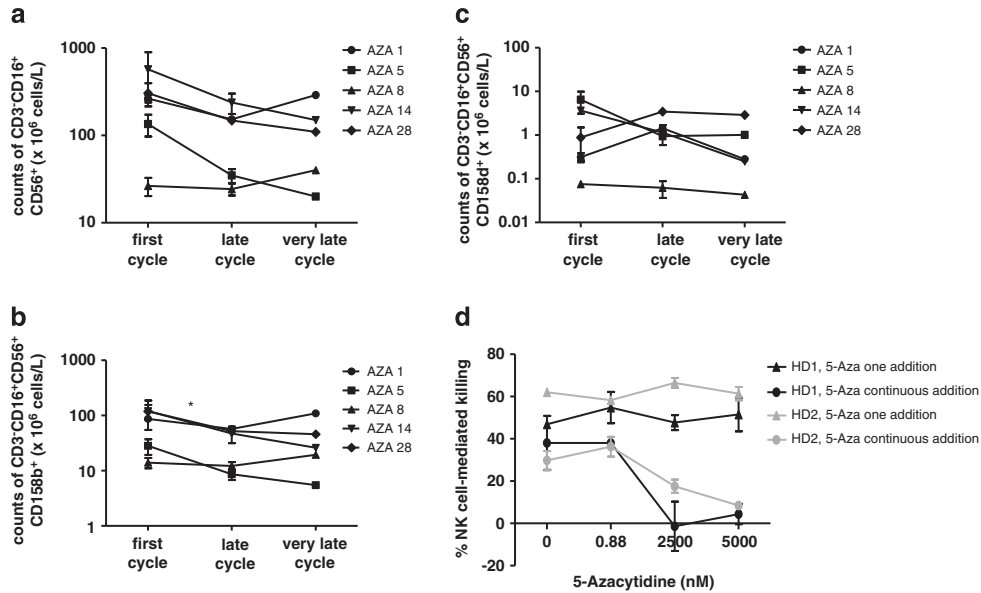 a
counts of CD3⁻CD16⁺
CD56⁺ (x 10⁶ cells/L)
1000
100
10
first
cycle
late
cycle
very late
cycle
AZA 1
AZA 5
AZA 8
AZA 14
AZA 28
c
counts of CD3⁻CD16⁺CD56⁺
CD158d⁺ (x 10⁶ cells/L)
100
10
1
0.1
0.01
first
cycle
late
cycle
very late
cycle
AZA 1
AZA 5
AZA 8
AZA 14
AZA 28
b
counts of CD3⁻CD16⁺CD56⁺
CD158b⁺ (x 10⁶ cells/L)
1000
100
10
1
*
first
cycle
late
cycle
very late
cycle
AZA 1
AZA 5
AZA 8
AZA 14
AZA 28
d
% NK cell-mediated killing
80
60
40
20
0
-20
0
0.88
2500
5000
5-Azacytidine (nM)
HD1, 5-Aza one addition
HD1, 5-Aza continuous addition
HD2, 5-Aza one addition
HD2, 5-Aza continuous addition